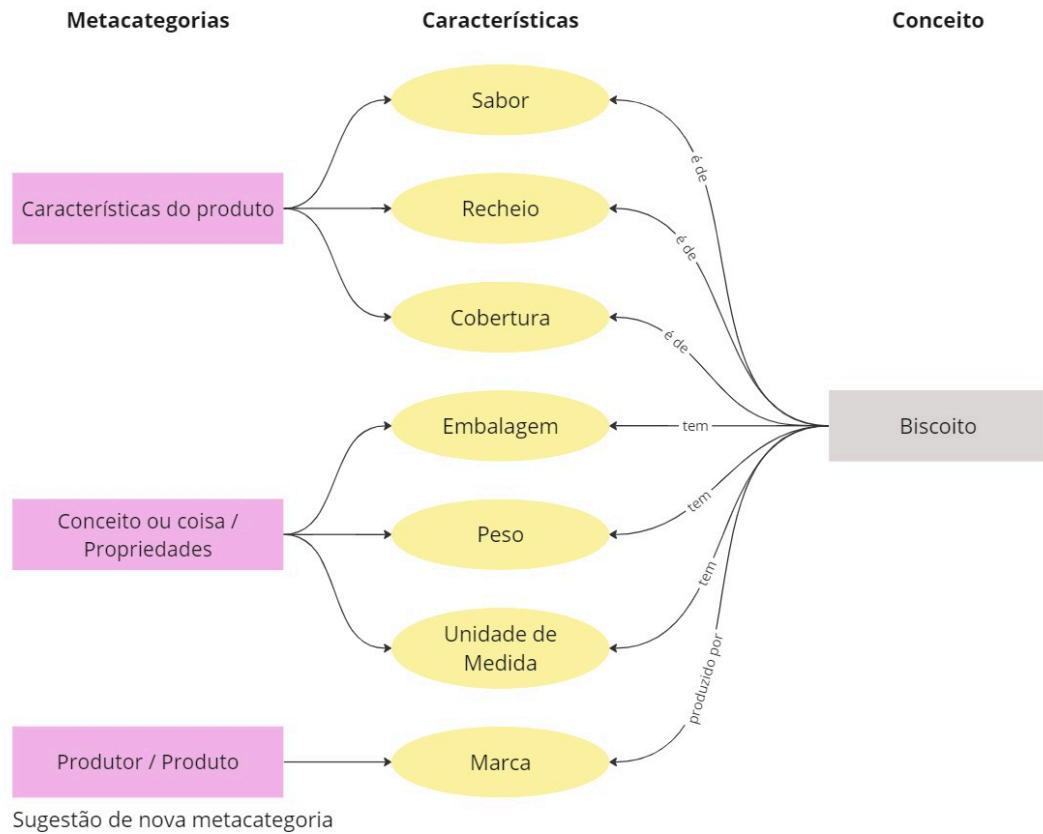 Metacategorias
Características
Conceito
Sabor
é de
Características do produto
Recheio
é de
Cobertura
é de
Embalagem
tem
Biscoito
Conceito ou coisa /
Propriedades
Peso
tem
Unidade de
Medida
tem
Produtor / Produto
Marca
produzido por
Sugestão de nova metacategoria